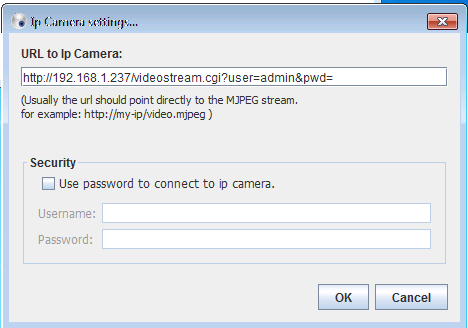 Ip Camera settings...
URL to Ip Camera:
http://192.168.1.237/videostream.cgi?user=admin&pwd=
(Usually the url should point directly to the MJPEG stream.
for example: http://my-ip/video.mjpeg )
Security
Use password to connect to ip camera.
Username:
Password:
OK Cancel